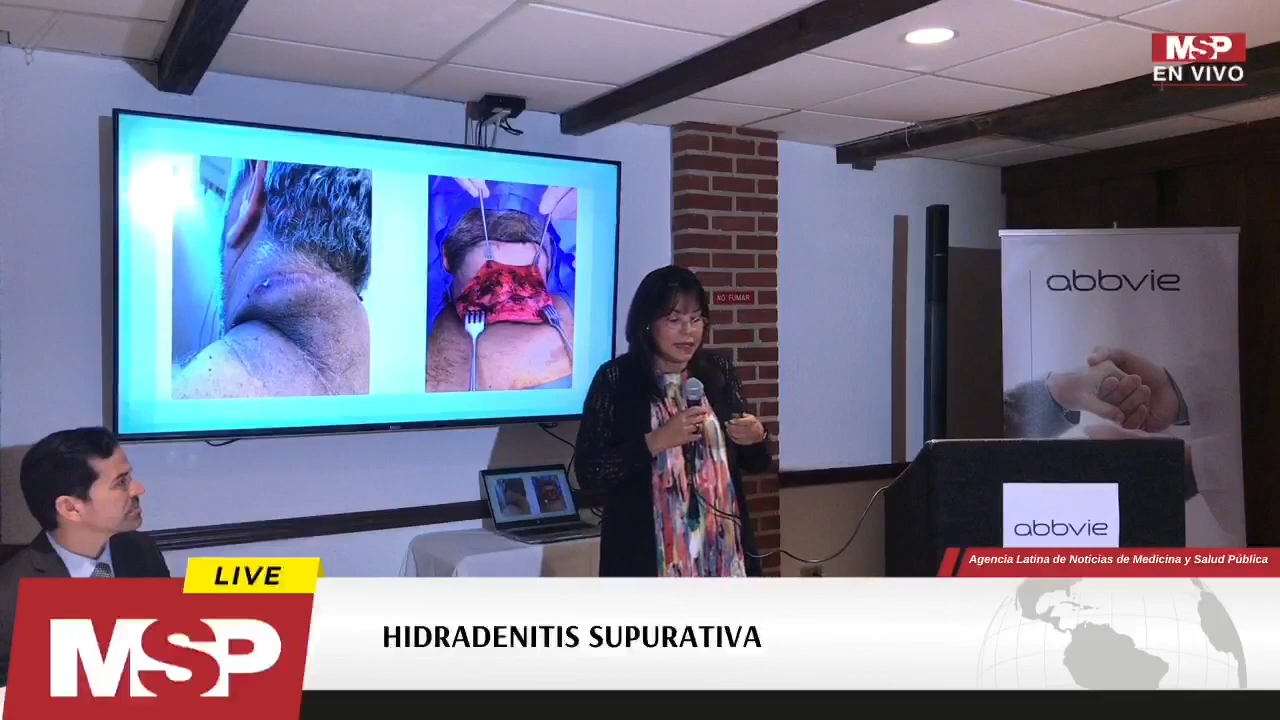 MSP
EN VIVO
NO FUMAR
abbvie
abbvie
Agencia Latina de Noticias de Medicina y Salud Pública
LIVE
MSP
HIDRADENITIS SUPURATIVA